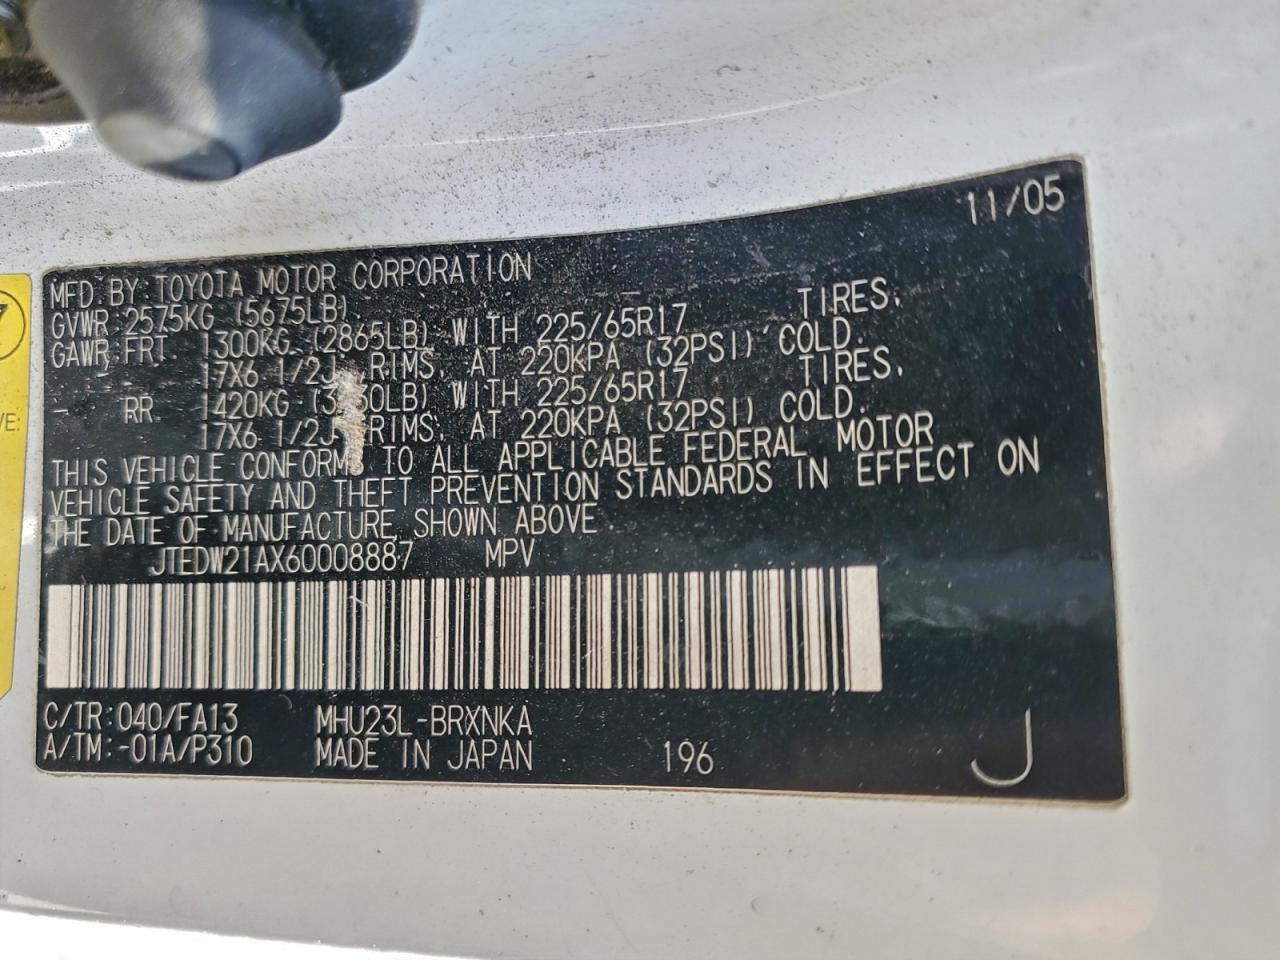 11/05
MFD.BY:TOYOTA MOTOR CORPORATION
GVWR:2575KG (5675LB)
GAWR:FRT. 1300KG (2865LB) WITH 225/65R17 TIRES,
17X6 1/2J RIMS, AT 220KPA (32PSI) COLD.
RR. 1420KG WITH 225/65R17 TIRES,
17X6 1/2J RIMS, AT 220KPA (32PSI) COLD.
THIS VEHICLE CONFORMS TO ALL APPLICABLE FEDERAL MOTOR
VEHICLE SAFETY AND THEFT PREVENTION STANDARDS IN EFFECT ON
THE DATE OF MANUFACTURE SHOWN ABOVE
JTEDW21AX60008887 MPV
C/TR:040/FA13 MHU23L-BRXNKA
A/TM:-01A/P310 MADE IN JAPAN 196 J